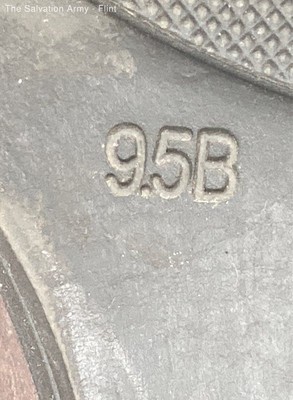 The Salvation Army - Flint
9.5B